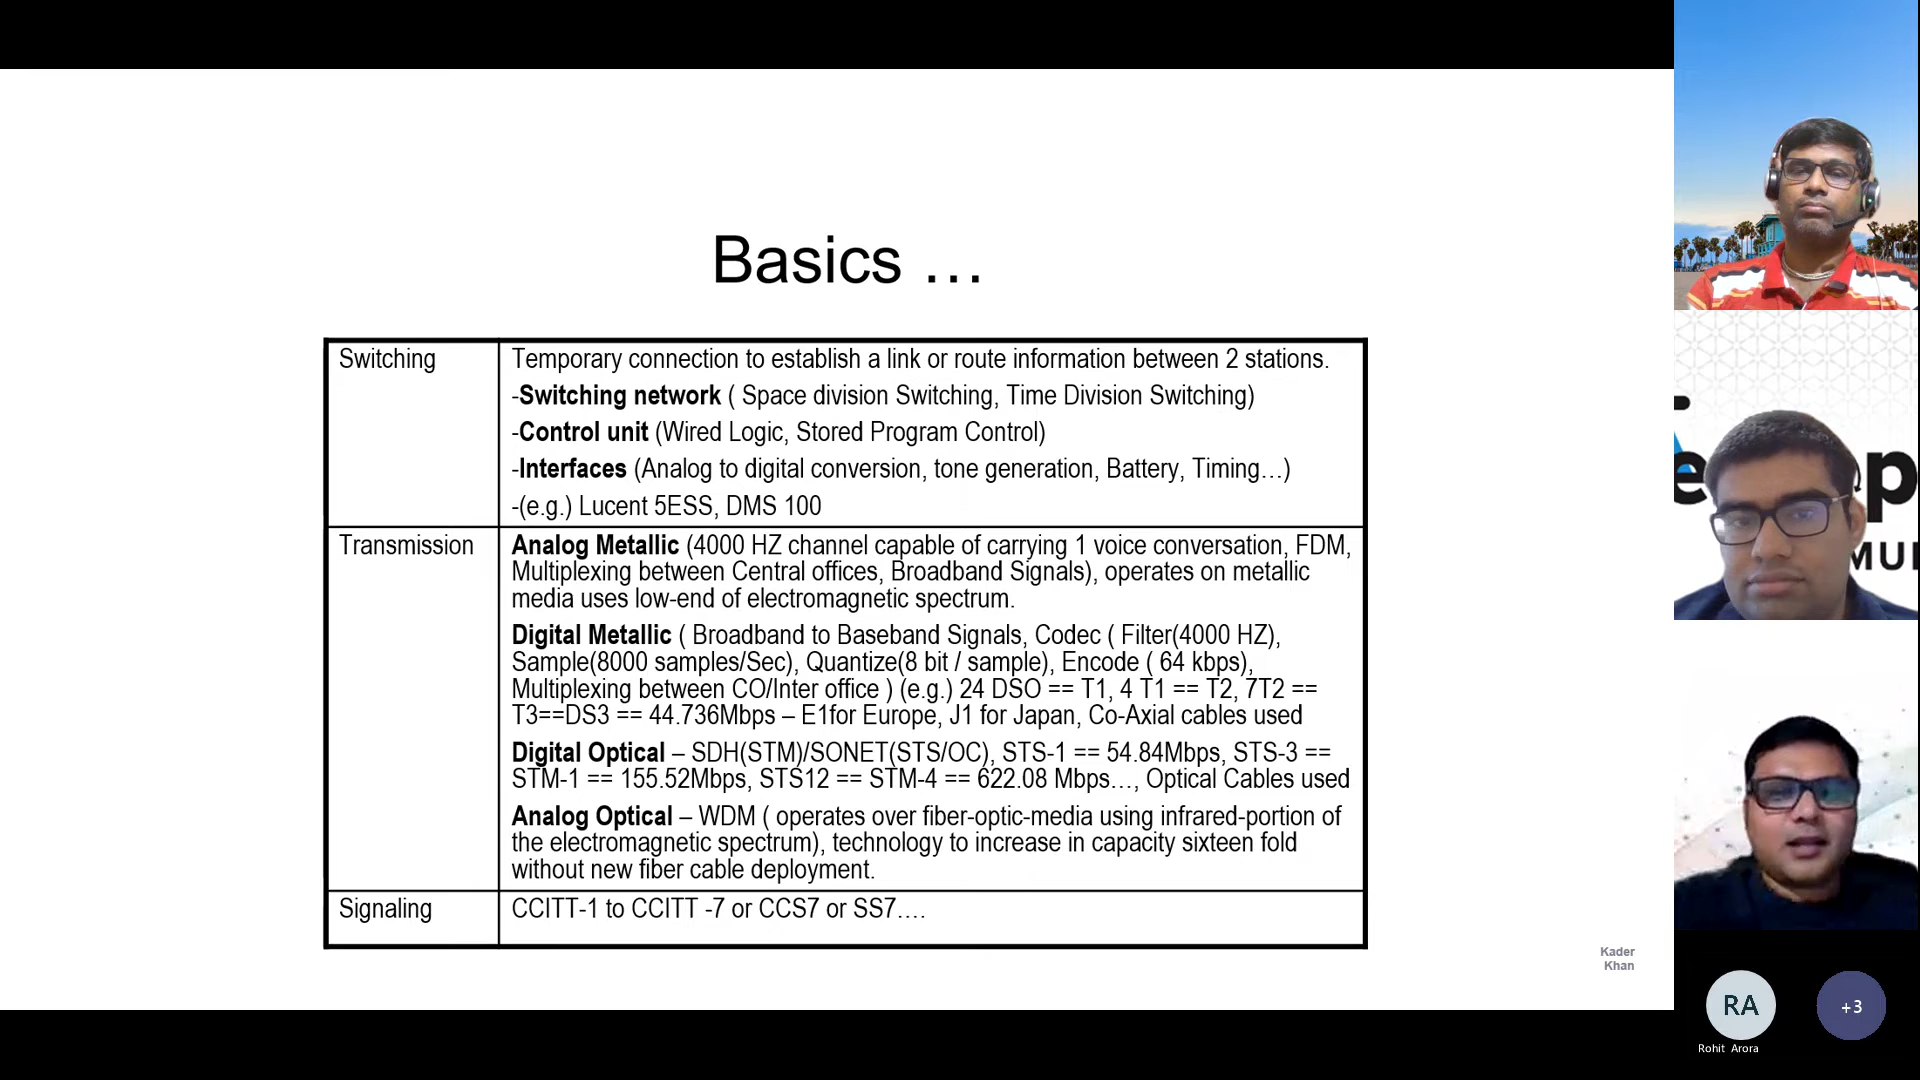 Basics …
Switching
Temporary connection to establish a link or route information between 2 stations.
-Switching network ( Space division Switching, Time Division Switching)
-Control unit (Wired Logic, Stored Program Control)
-Interfaces (Analog to digital conversion, tone generation, Battery, Timing…)
-(e.g.) Lucent 5ESS, DMS 100
Transmission
Analog Metallic (4000 HZ channel capable of carrying 1 voice conversation, FDM,
Multiplexing between Central offices, Broadband Signals), operates on metallic
media uses low-end of electromagnetic spectrum.
Digital Metallic ( Broadband to Baseband Signals, Codec ( Filter(4000 HZ),
Sample(8000 samples/Sec), Quantize(8 bit / sample), Encode ( 64 kbps),
Multiplexing between CO/Inter office ) (e.g.) 24 DSO == T1, 4 T1 == T2, 7T2 ==
T3==DS3 == 44.736Mbps – E1for Europe, J1 for Japan, Co-Axial cables used
Digital Optical – SDH(STM)/SONET(STS/OC), STS-1 == 54.84Mbps, STS-3 ==
STM-1 == 155.52Mbps, STS12 == STM-4 == 622.08 Mbps…, Optical Cables used
Analog Optical – WDM ( operates over fiber-optic-media using infrared-portion of
the electromagnetic spectrum), technology to increase in capacity sixteen fold
without new fiber cable deployment.
Signaling
CCITT-1 to CCITT -7 or CCS7 or SS7….
Kader
Khan
RA
+3
Rohit Arora